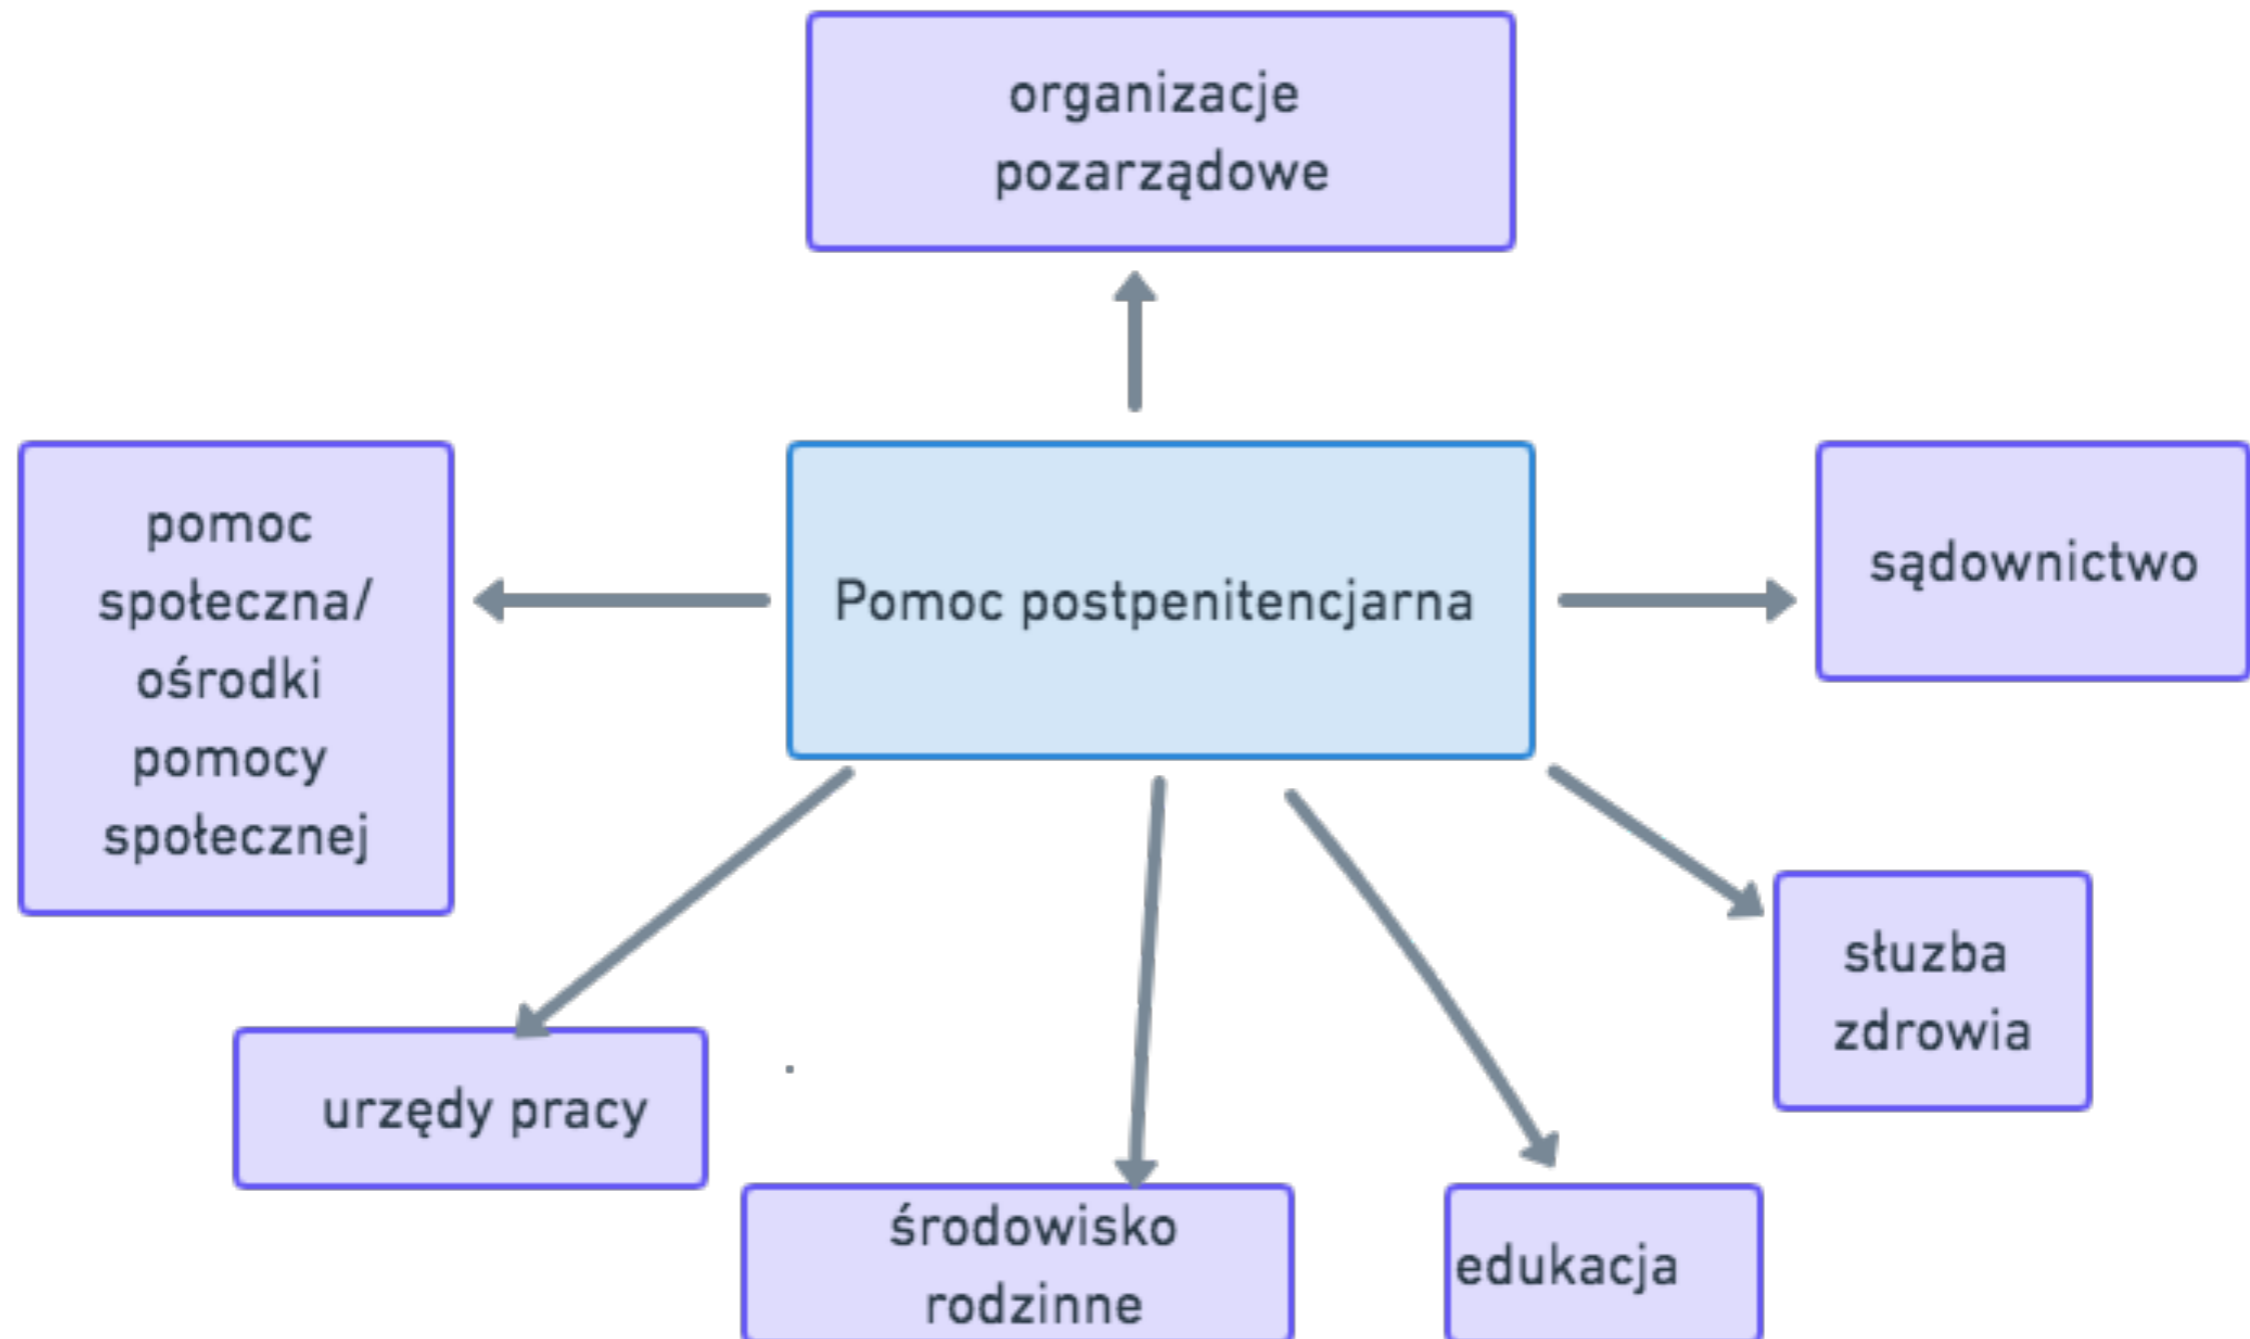 organizacje
pozarządowe
pomoc
społeczna/
ośrodki
pomocy
społecznej
Pomoc postpenitencjarna
sądownictwo
słuzba
zdrowia
urzędy pracy
środowisko
rodzinne
edukacja